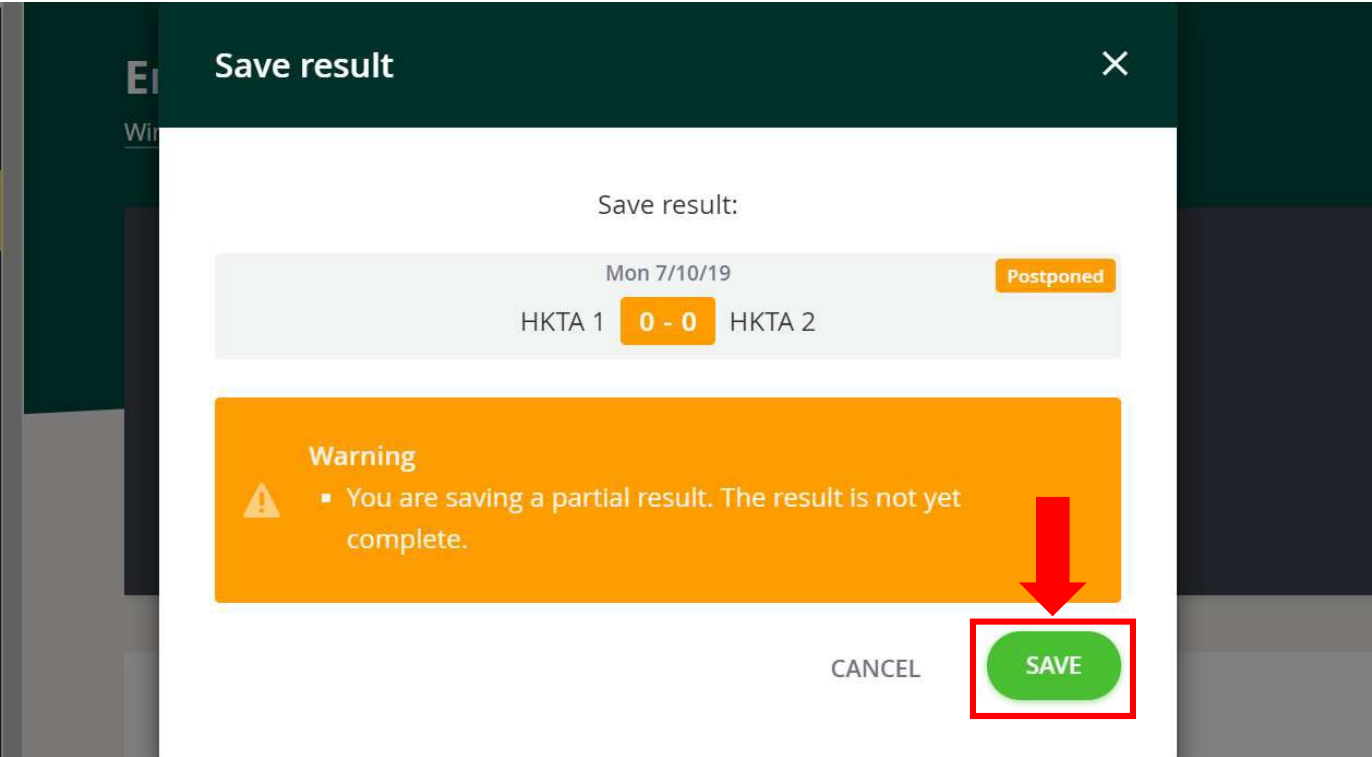 Save result
Save result:
Mon 7/10/19
Postponed
HKTA 1 0 - 0 HKTA 2
Warning
▪ You are saving a partial result. The result is not yet
complete.
CANCEL
SAVE